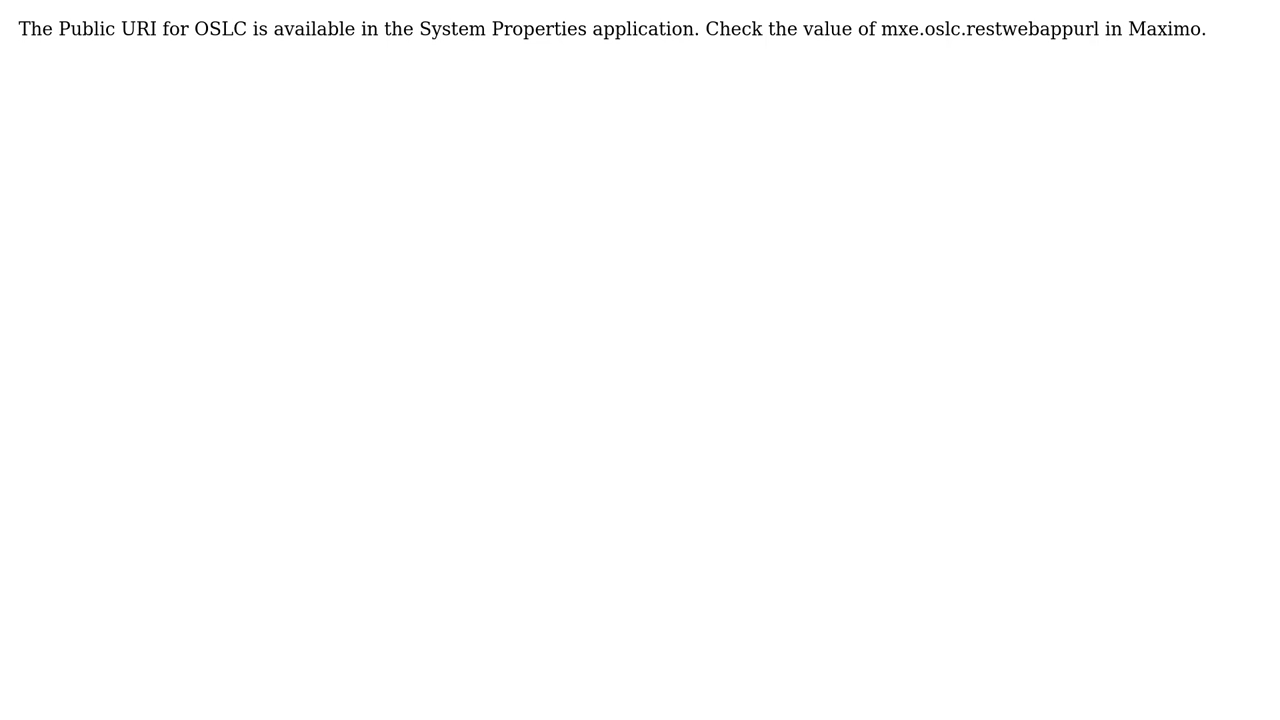 The Public URI for OSLC is available in the System Properties application. Check the value of mxe.oslc.restwebappurl in Maximo.